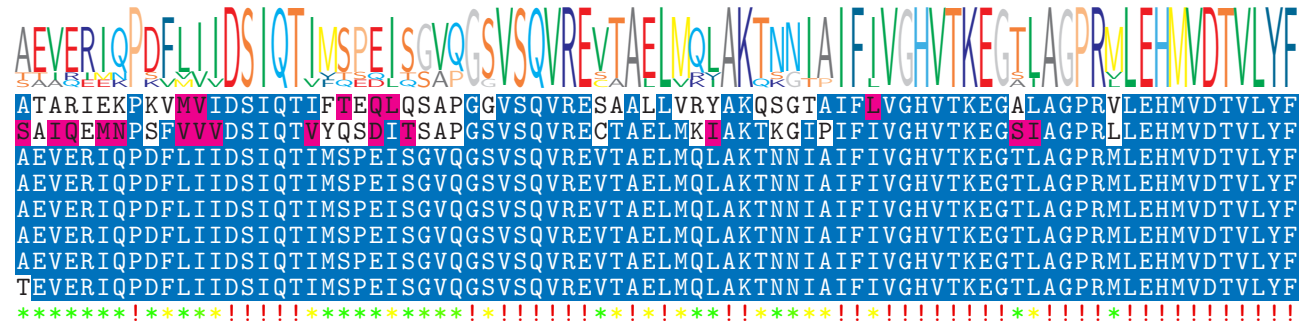 AEVERIQPDFLIIDSIQTIMSPEISGVQGSVSQVREVTAELMQLAKTNNIAIFIVGHVTKEGTLAGPRMLEHMVDTVLYF
ATARIEKPKVMVIDSIQTIFTEQLQSAPGGVSQVRESAALLVRYAKQSGTAIFLVGHVTKEGALAGPRVLEHMVDTVLYF
SAIQEMNPSFVVVDSIQTVYQSDITSAPGSVSQVRECTAELMKIAKTKGIPIFIVGHVTKEGSIAGPRLLEHMVDTVLYF
AEVERIQPDFLIIDSIQTIMSPEISGVQGSVSQVREVTAELMQLAKTNNIAIFIVGHVTKEGTLAGPRMLEHMVDTVLYF
AEVERIQPDFLIIDSIQTIMSPEISGVQGSVSQVREVTAELMQLAKTNNIAIFIVGHVTKEGTLAGPRMLEHMVDTVLYF
AEVERIQPDFLIIDSIQTIMSPEISGVQGSVSQVREVTAELMQLAKTNNIAIFIVGHVTKEGTLAGPRMLEHMVDTVLYF
AEVERIQPDFLIIDSIQTIMSPEISGVQGSVSQVREVTAELMQLAKTNNIAIFIVGHVTKEGTLAGPRMLEHMVDTVLYF
AEVERIQPDFLIIDSIQTIMSPEISGVQGSVSQVREVTAELMQLAKTNNIAIFIVGHVTKEGTLAGPRMLEHMVDTVLYF
TEVERIQPDFLIIDSIQTIMSPEISGVQGSVSQVREVTAELMQLAKTNNIAIFIVGHVTKEGTLAGPRMLEHMVDTVLYF
*******!*****!!!!!**********!*!!!!!!**!*!***!!*****!!*!!!!!!!!**!!!!*!!!!!!!!!!!